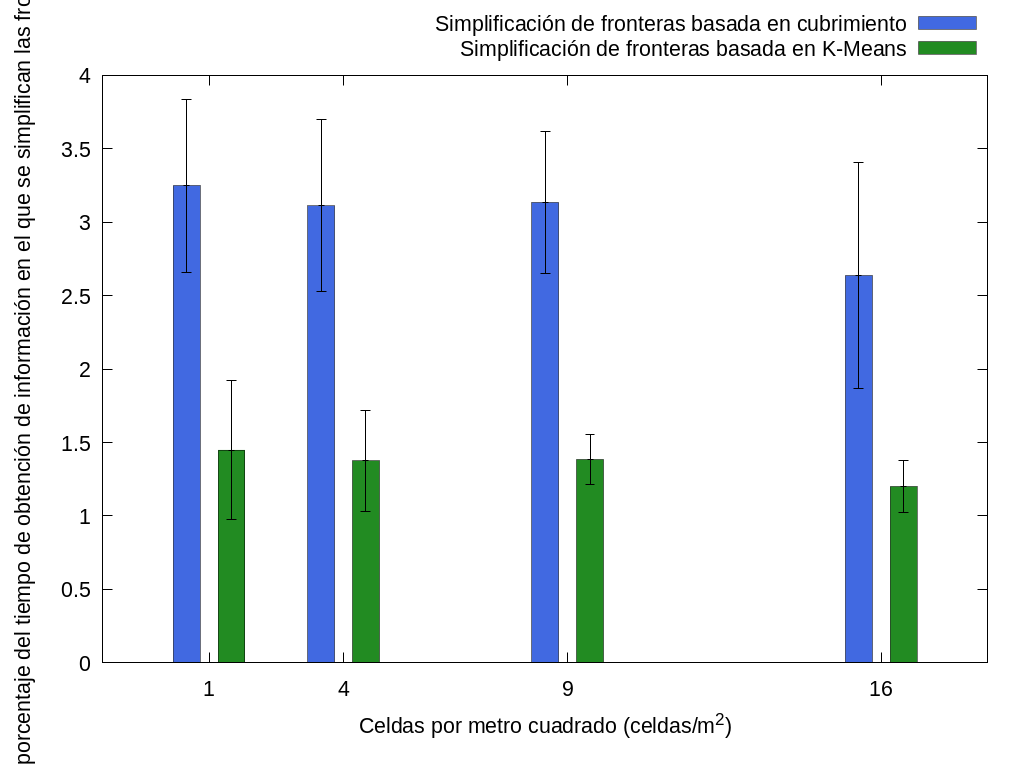 Simplificación de fronteras basada en cubrimiento
Simplificación de fronteras basada en K-Means
porcentaje del tiempo de obtención de información en el que se simplifican las
4
3.5
3
2.5
2
1.5
1
0.5
0
1 4 9 16
Celdas por metro cuadrado (celdas/m²)